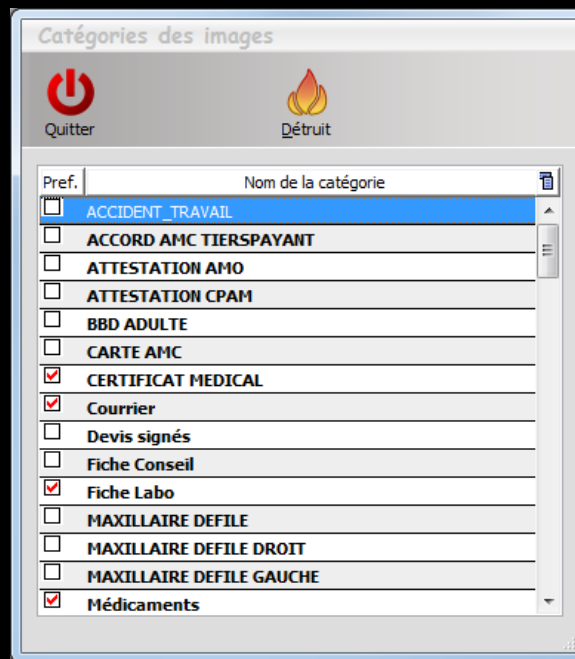 Catégories des images
Quitter
Détruit
Pref. Nom de la catégorie
ACCIDENT_TRAVAIL
ACCORD AMC TIERSPAYANT
ATTESTATION AMO
ATTESTATION CPAM
BBD ADULTE
CARTE AMC
CERTIFICAT MEDICAL
Courrier
Devis signés
Fiche Conseil
Fiche Labo
MAXILLAIRE DEFILE
MAXILLAIRE DEFILE DROIT
MAXILLAIRE DEFILE GAUCHE
Médicaments